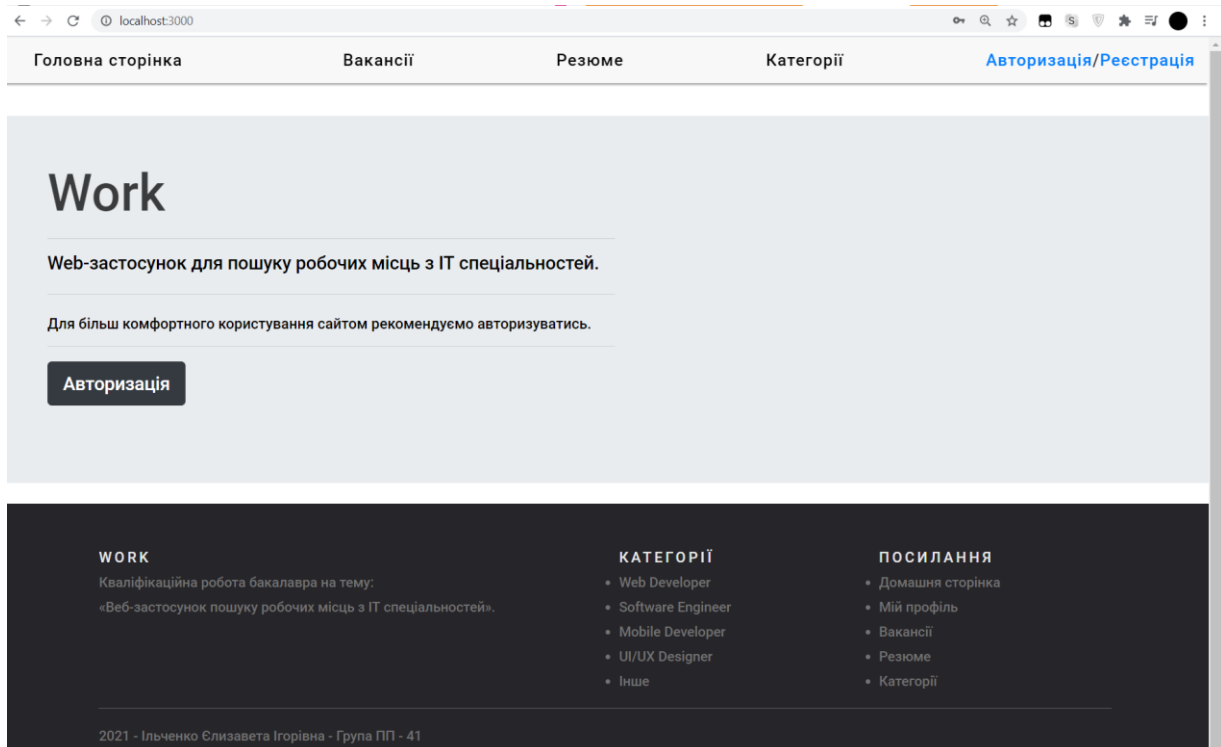 localhost:3000
Головна сторінка Вакансії Резюме Категорії Авторизація/Реєстрація
Work
Web-застосунок для пошуку робочих місць з ІТ спеціальностей.
Для більш комфортного користування сайтом рекомендуємо авторизуватись.
Авторизація
WORK
Кваліфікаційна робота бакалавра на тему:
«Веб-застосунок пошуку робочих місць з ІТ спеціальностей».
КАТЕГОРІЇ
• Web Developer
• Software Engineer
• Mobile Developer
• UI/UX Designer
• Інше
ПОСИЛАННЯ
• Домашня сторінка
• Мій профіль
• Вакансії
• Резюме
• Категорії
2021 - Ільченко Єлизавета Ігорівна - Група ПП - 41